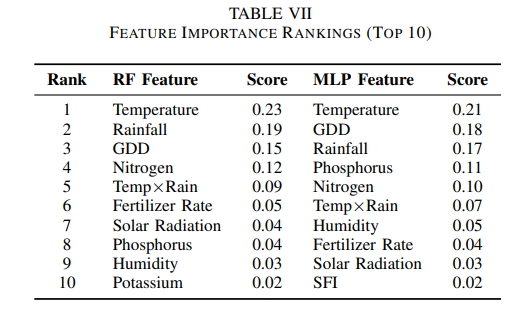 TABLE VII
FEATURE IMPORTANCE RANKINGS (TOP 10)
Rank RF Feature Score MLP Feature Score
1 Temperature 0.23 Temperature 0.21
2 Rainfall 0.19 GDD 0.18
3 GDD 0.15 Rainfall 0.17
4 Nitrogen 0.12 Phosphorus 0.11
5 Temp×Rain 0.09 Nitrogen 0.10
6 Fertilizer Rate 0.05 Temp×Rain 0.07
7 Solar Radiation 0.04 Humidity 0.05
8 Phosphorus 0.04 Fertilizer Rate 0.04
9 Humidity 0.03 Solar Radiation 0.03
10 Potassium 0.02 SFI 0.02